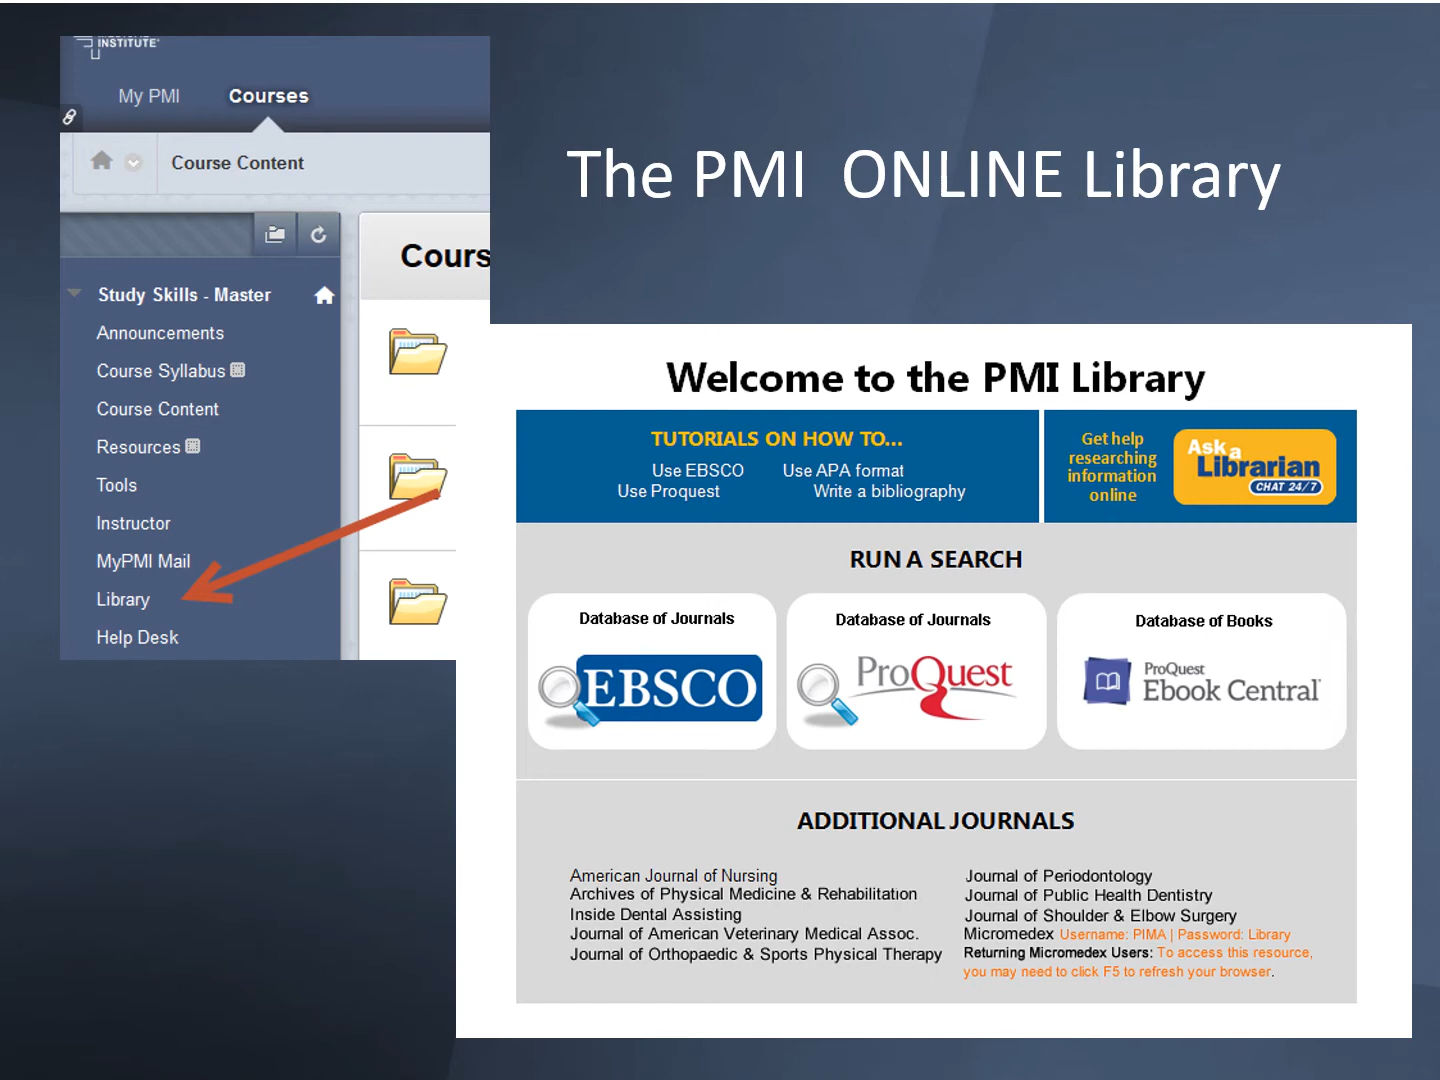 INSTITUTE
My PMI Courses
Course Content
The PMI ONLINE Library
Cours
Study Skills - Master
Announcements
Course Syllabus
Course Content
Resources
Tools
Instructor
MyPMI Mail
Library
Help Desk
Welcome to the PMI Library
TUTORIALS ON HOW TO...
Use EBSCO Use APA format
Use Proquest Write a bibliography
Get help
researching
information
online
Ask a
Librarian
CHAT 24/7
RUN A SEARCH
Database of Journals
EBSCO
Database of Journals
ProQuest
Database of Books
ProQuest
Ebook Central
ADDITIONAL JOURNALS
American Journal of Nursing
Archives of Physical Medicine & Rehabilitation
Inside Dental Assisting
Journal of American Veterinary Medical Assoc.
Journal of Orthopaedic & Sports Physical Therapy
Journal of Periodontology
Journal of Public Health Dentistry
Journal of Shoulder & Elbow Surgery
Micromedex Username: PIMA | Password: Library
Returning Micromedex Users: To access this resource,
you may need to click F5 to refresh your browser.